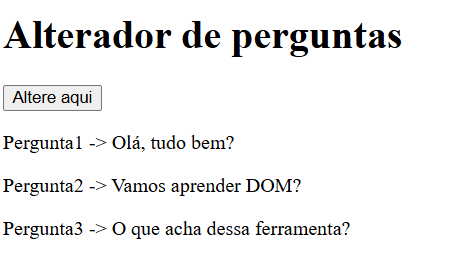 Alterador de perguntas
Altere aqui
Pergunta1 -> Olá, tudo bem?
Pergunta2 -> Vamos aprender DOM?
Pergunta3 -> O que acha dessa ferramenta?